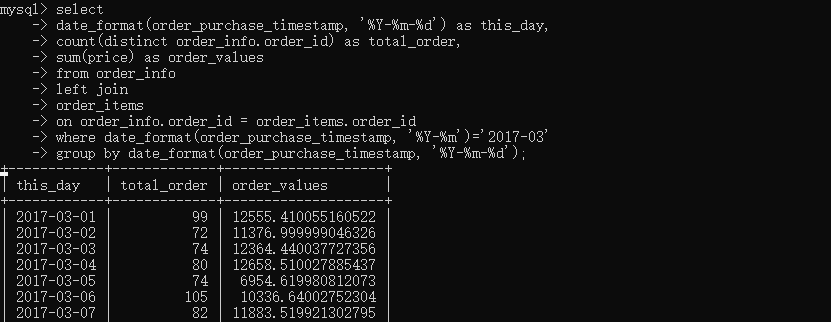 mysql> select
    -> date_format(order_purchase_timestamp, '%Y-%m-%d') as this_day,
    -> count(distinct order_info.order_id) as total_order,
    -> sum(price) as order_values
    -> from order_info
    -> left join
    -> order_items
    -> on order_info.order_id = order_items.order_id
    -> where date_format(order_purchase_timestamp, '%Y-%m')='2017-03'
    -> group by date_format(order_purchase_timestamp, '%Y-%m-%d');
+------------+-------------+--------------------+
| this_day   | total_order | order_values       |
+------------+-------------+--------------------+
| 2017-03-01 |          99 | 12555.410055160522 |
| 2017-03-02 |          72 | 11376.999999046326 |
| 2017-03-03 |          74 | 12364.440037727356 |
| 2017-03-04 |          80 | 12658.510027885437 |
| 2017-03-05 |          74 |  6954.619980812073 |
| 2017-03-06 |         105 |  10336.64002752304 |
| 2017-03-07 |          82 | 11883.519921302795 |